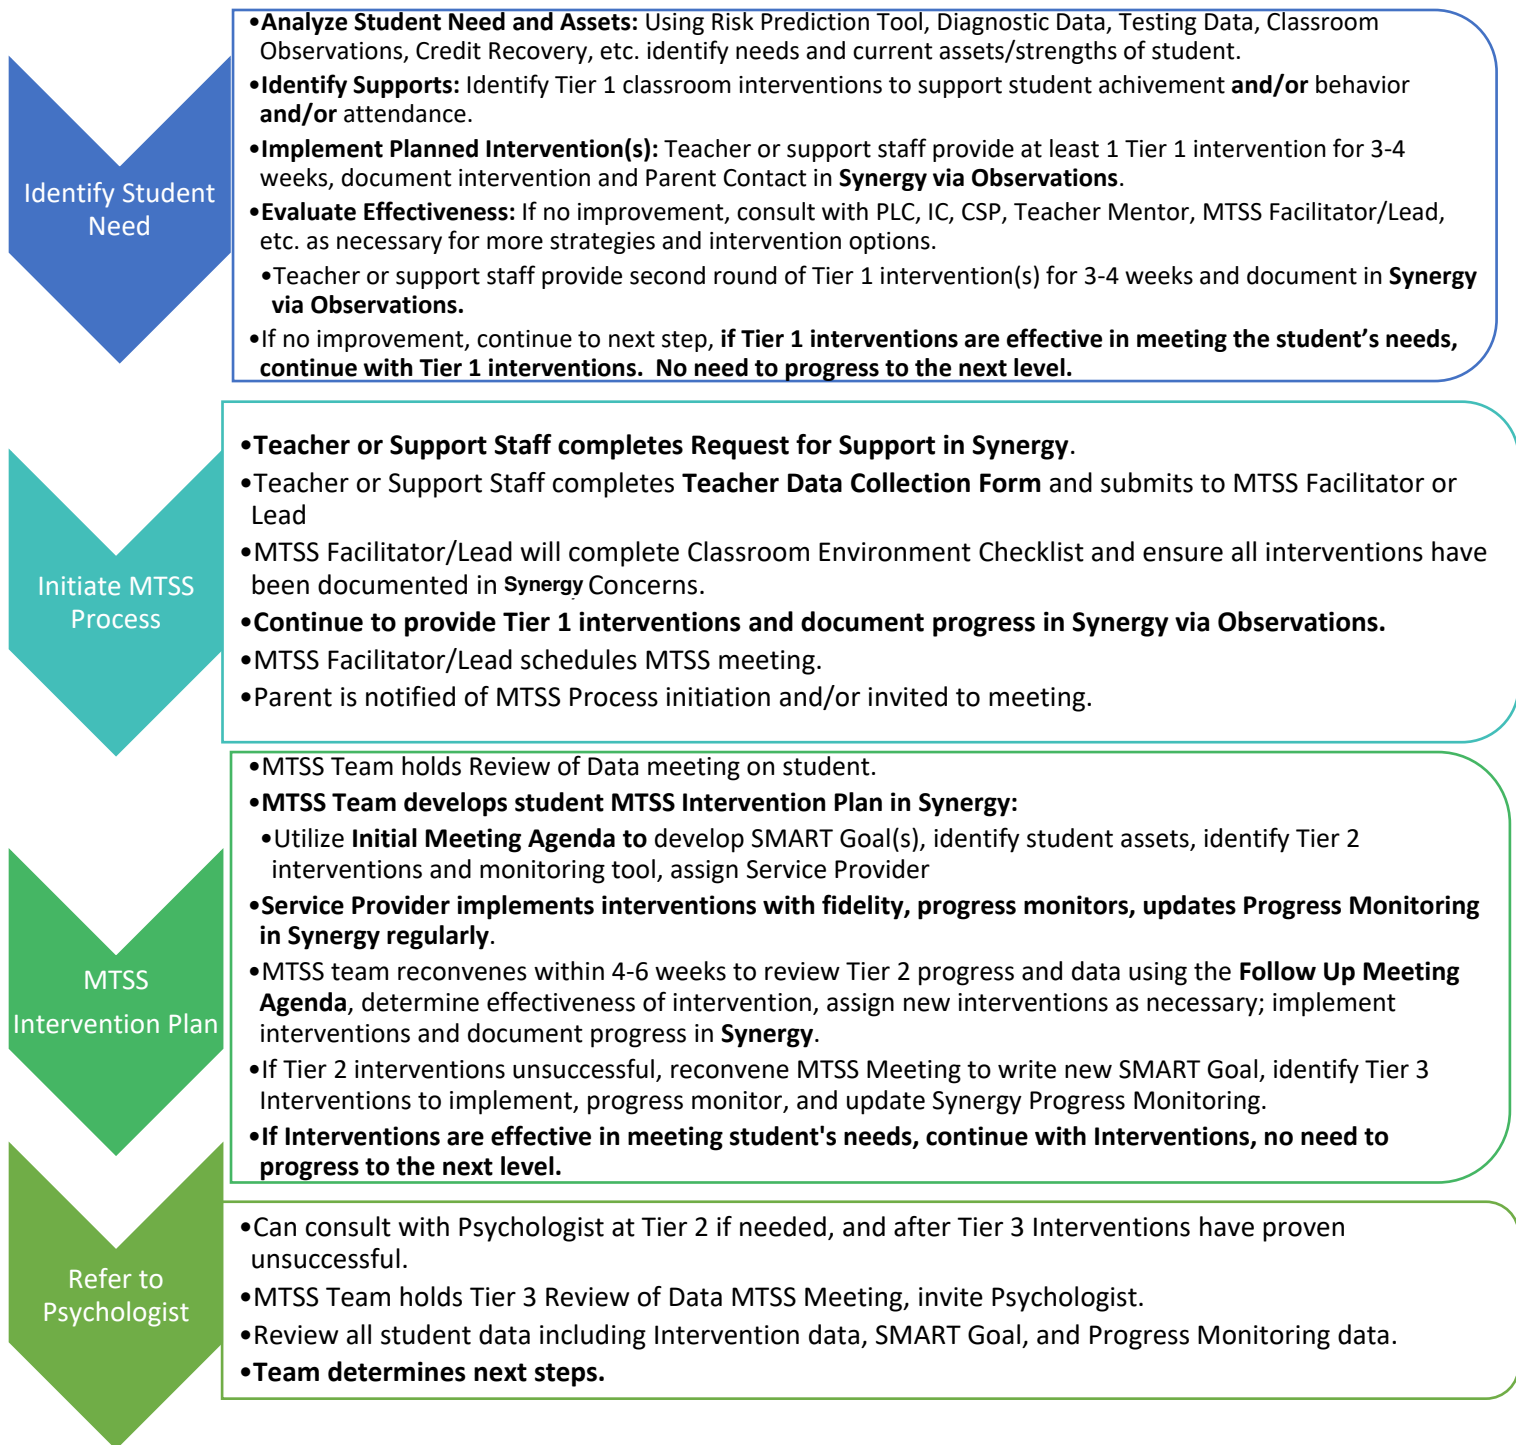 Identify Student
Need
•Analyze Student Need and Assets: Using Risk Prediction Tool, Diagnostic Data, Testing Data, Classroom
Observations, Credit Recovery, etc. identify needs and current assets/strengths of student.
•Identify Supports: Identify Tier 1 classroom interventions to support student achivement and/or behavior
and/or attendance.
•Implement Planned Intervention(s): Teacher or support staff provide at least 1 Tier 1 intervention for 3-4
weeks, document intervention and Parent Contact in Synergy via Observations.
•Evaluate Effectiveness: If no improvement, consult with PLC, IC, CSP, Teacher Mentor, MTSS Facilitator/Lead,
etc. as necessary for more strategies and intervention options.
•Teacher or support staff provide second round of Tier 1 intervention(s) for 3-4 weeks and document in Synergy
via Observations.
•If no improvement, continue to next step, if Tier 1 interventions are effective in meeting the student’s needs,
continue with Tier 1 interventions.  No need to progress to the next level.
Initiate MTSS
Process
•Teacher or Support Staff completes Request for Support in Synergy.
•Teacher or Support Staff completes Teacher Data Collection Form and submits to MTSS Facilitator or
Lead
•MTSS Facilitator/Lead will complete Classroom Environment Checklist and ensure all interventions have
been documented in Synergy Concerns.
•Continue to provide Tier 1 interventions and document progress in Synergy via Observations.
•MTSS Facilitator/Lead schedules MTSS meeting.
•Parent is notified of MTSS Process initiation and/or invited to meeting.
MTSS
Intervention Plan
•MTSS Team holds Review of Data meeting on student.
•MTSS Team develops student MTSS Intervention Plan in Synergy:
•Utilize Initial Meeting Agenda to develop SMART Goal(s), identify student assets, identify Tier 2
interventions and monitoring tool, assign Service Provider
•Service Provider implements interventions with fidelity, progress monitors, updates Progress Monitoring
in Synergy regularly.
•MTSS team reconvenes within 4-6 weeks to review Tier 2 progress and data using the Follow Up Meeting
Agenda, determine effectiveness of intervention, assign new interventions as necessary; implement
interventions and document progress in Synergy.
•If Tier 2 interventions unsuccessful, reconvene MTSS Meeting to write new SMART Goal, identify Tier 3
Interventions to implement, progress monitor, and update Synergy Progress Monitoring.
•If Interventions are effective in meeting student's needs, continue with Interventions, no need to
progress to the next level.
Refer to
Psychologist
•Can consult with Psychologist at Tier 2 if needed, and after Tier 3 Interventions have proven
unsuccessful.
•MTSS Team holds Tier 3 Review of Data MTSS Meeting, invite Psychologist.
•Review all student data including Intervention data, SMART Goal, and Progress Monitoring data.
•Team determines next steps.